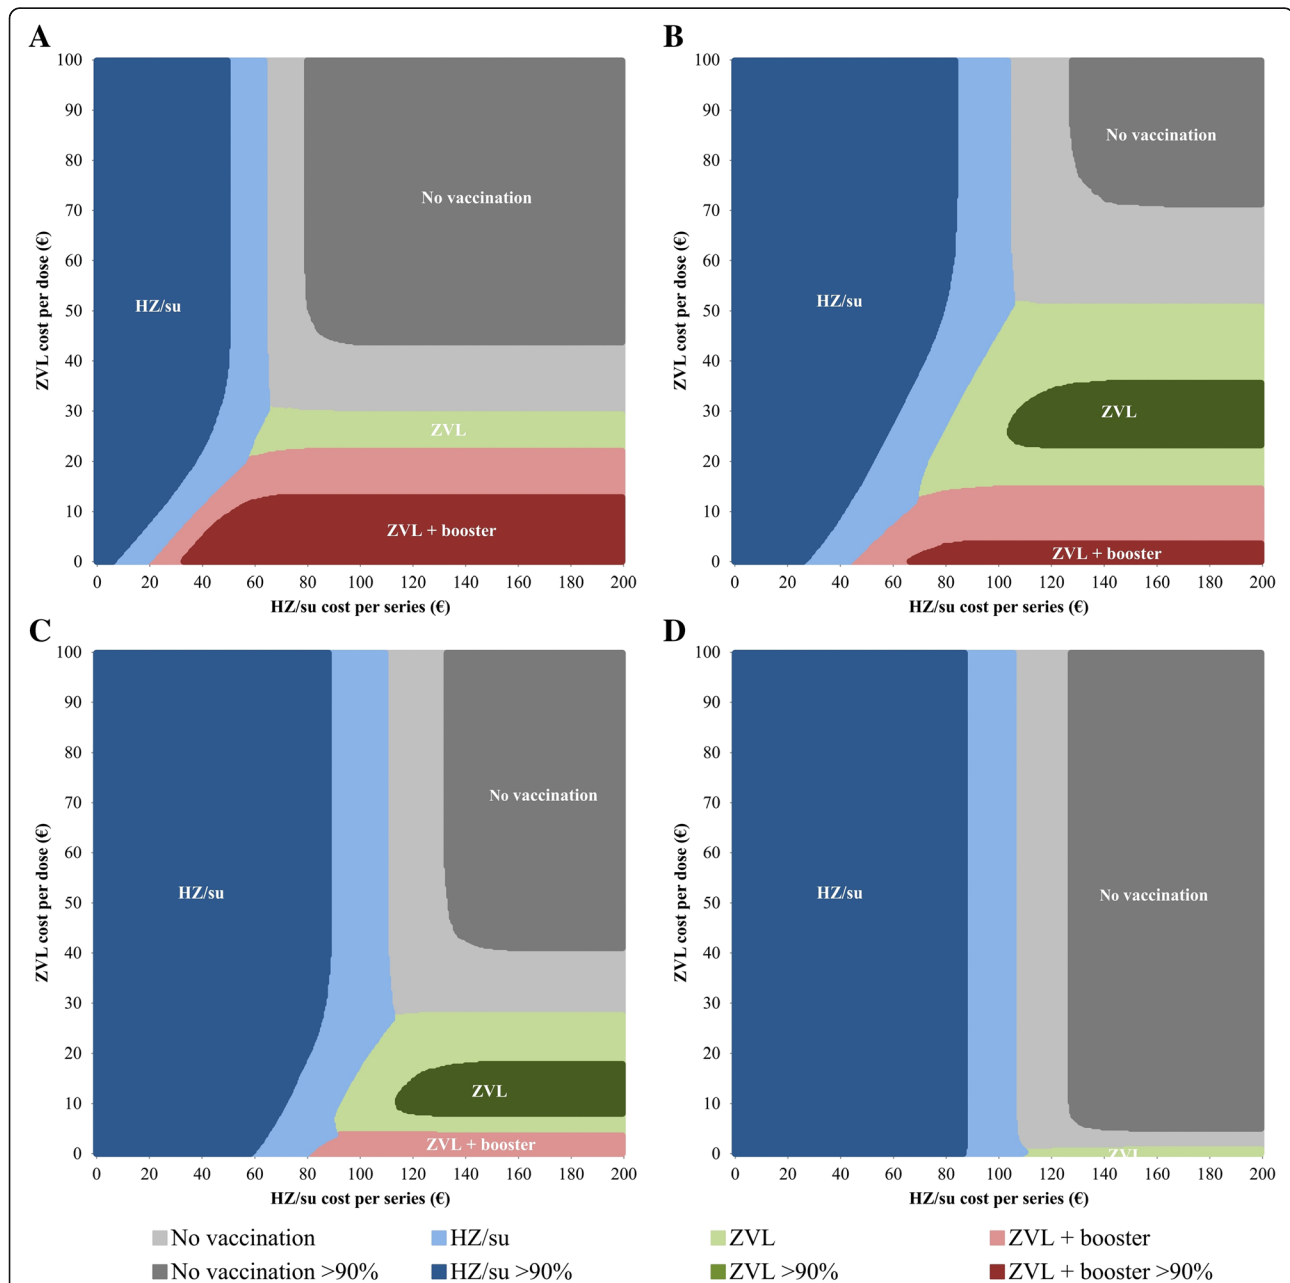 A
100
90
80
70
60
50
40
30
20
10
0
ZVL cost per dose (€)
No vaccination
HZ/su
ZVL
ZVL + booster
0 20 40 60 80 100 120 140 160 180 200
HZ/su cost per series (€)
B
100
90
80
70
60
50
40
30
20
10
0
ZVL cost per dose (€)
No vaccination
HZ/su
ZVL
ZVL + booster
0 20 40 60 80 100 120 140 160 180 200
HZ/su cost per series (€)
C
100
90
80
70
60
50
40
30
20
10
0
ZVL cost per dose (€)
No vaccination
HZ/su
ZVL
ZVL + booster
0 20 40 60 80 100 120 140 160 180 200
HZ/su cost per series (€)
D
100
90
80
70
60
50
40
30
20
10
0
ZVL cost per dose (€)
HZ/su
No vaccination
ZVL
0 20 40 60 80 100 120 140 160 180 200
HZ/su cost per series (€)
No vaccination HZ/su ZVL ZVL + booster
No vaccination >90% HZ/su >90% ZVL >90% ZVL + booster >90%